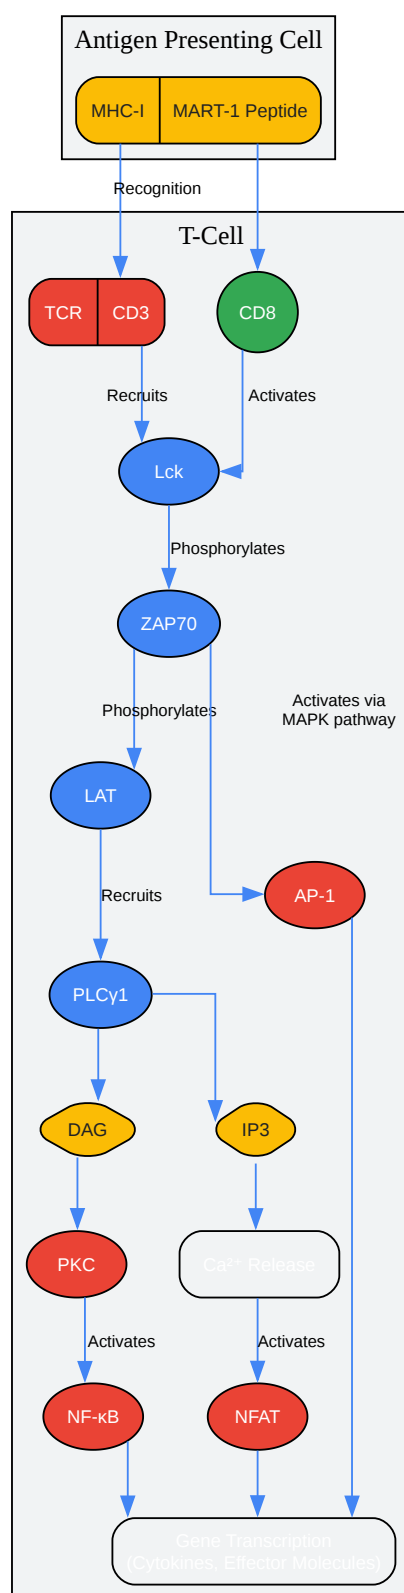 Antigen Presenting Cell
MHC-I
MART-1 Peptide
Recognition
T-Cell
TCR
CD3
CD8
Recruits
Activates
Lck
Phosphorylates
ZAP70
Phosphorylates
Activates via
MAPK pathway
LAT
AP-1
Recruits
PLCγ1
DAG
IP3
PKC
Ca²⁺ Release
Activates
Activates
NF-κB
NFAT
Gene Transcription
(Cytokines, Effector Molecules)